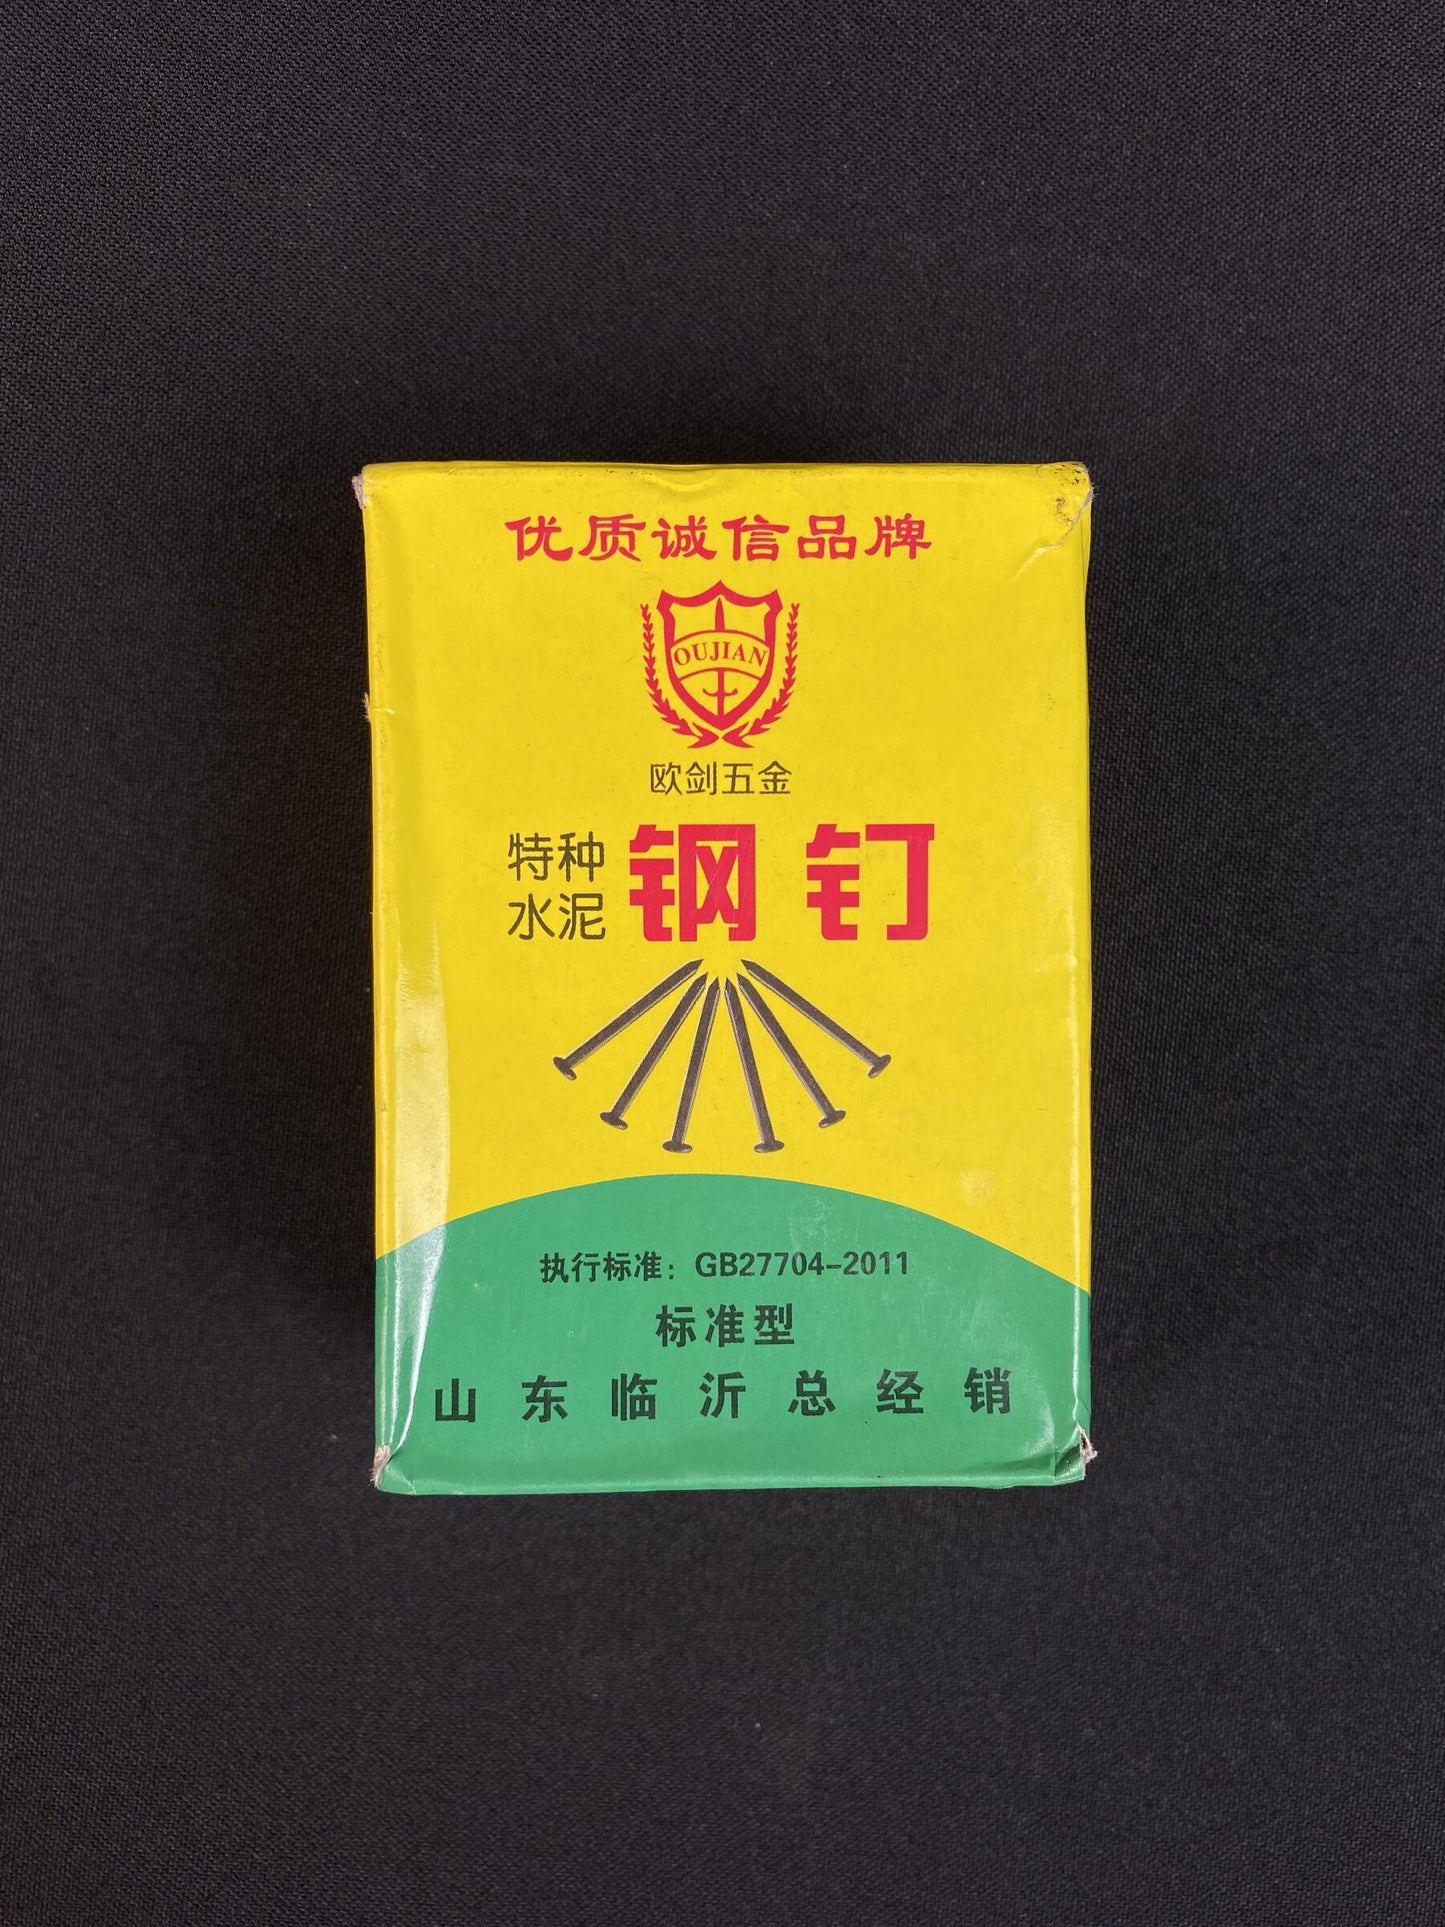 优质诚信品牌
OUJIAN
欧剑五金
特种
水泥
钢钉
执行标准：GB27704-2011
标准型
山东临沂总经销